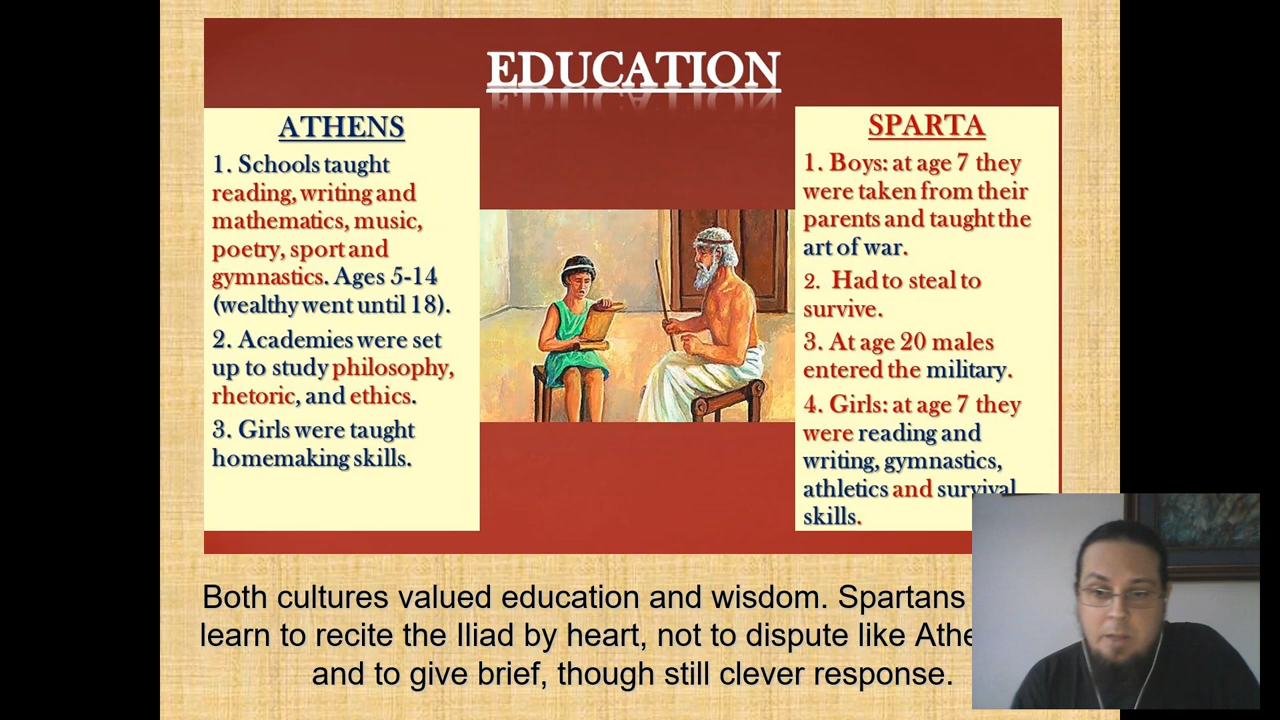 EDUCATION
ATHENS
1. Schools taught
reading, writing and
mathematics, music,
poetry, sport and
gymnastics. Ages 5-14
(wealthy went until 18).
2. Academies were set
up to study philosophy,
rhetoric, and ethics.
3. Girls were taught
homemaking skills.
SPARTA
1. Boys: at age 7 they
were taken from their
parents and taught the
art of war.
2. Had to steal to
survive.
3. At age 20 males
entered the military.
4. Girls: at age 7 they
were reading and
writing, gymnastics,
athletics and survival
skills.
Both cultures valued education and wisdom. Spartans
learn to recite the Iliad by heart, not to dispute like
and to give brief, though still clever response.